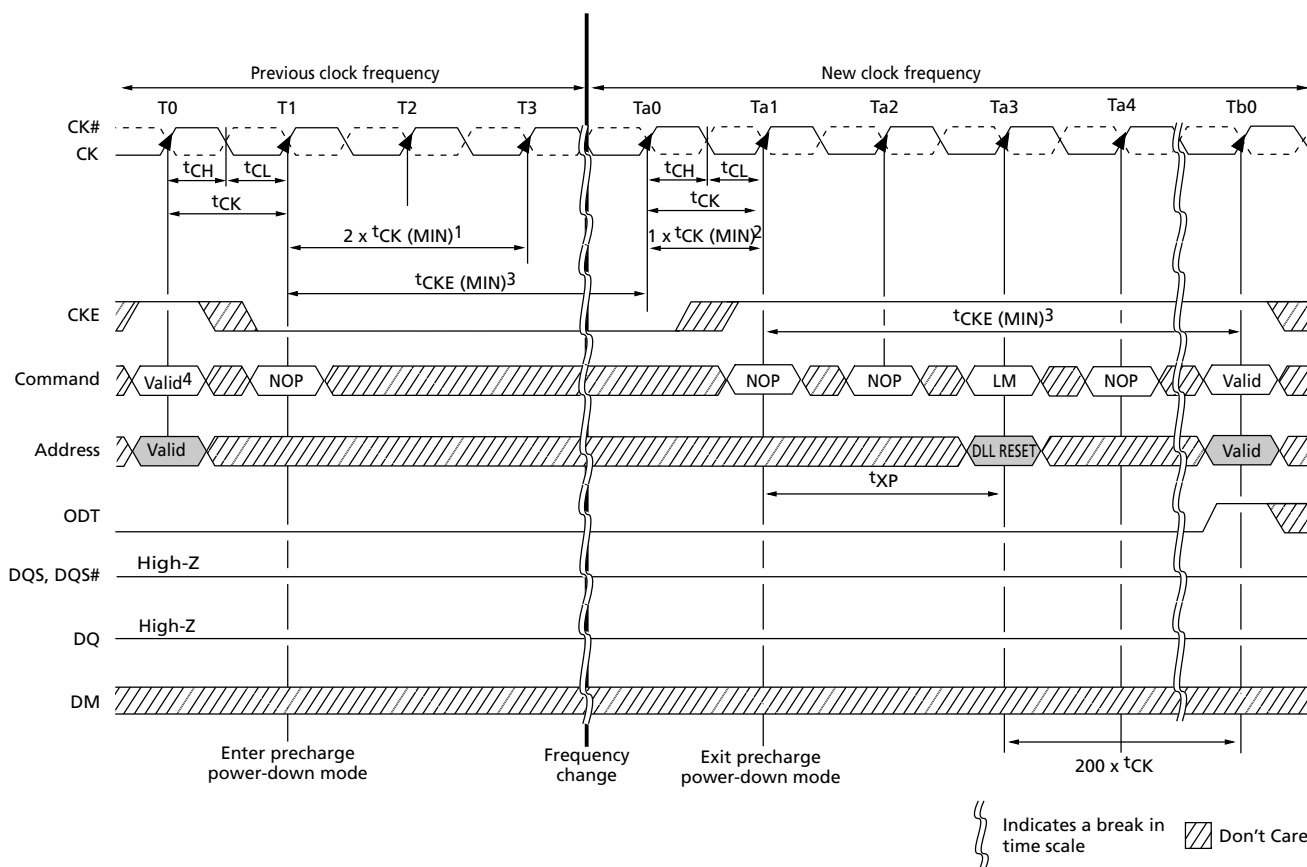 Previous clock frequency
New clock frequency
T0 T1 T2 T3 Ta0 Ta1 Ta2 Ta3 Ta4 Tb0
CK#
CK
tCH tCL tCH tCL
tCK tCK
2 x tCK (MIN)1 1 x tCK (MIN)2
tCKE (MIN)3
CKE
tCKE (MIN)3
Command Valid4 NOP NOP NOP LM NOP Valid
Address Valid DLL RESET Valid
tXP
ODT
High-Z
DQS, DQS#
High-Z
DQ
DM
Enter precharge
power-down mode
Frequency
change
Exit precharge
power-down mode
200 x tCK
Indicates a break in
time scale
Don't Care